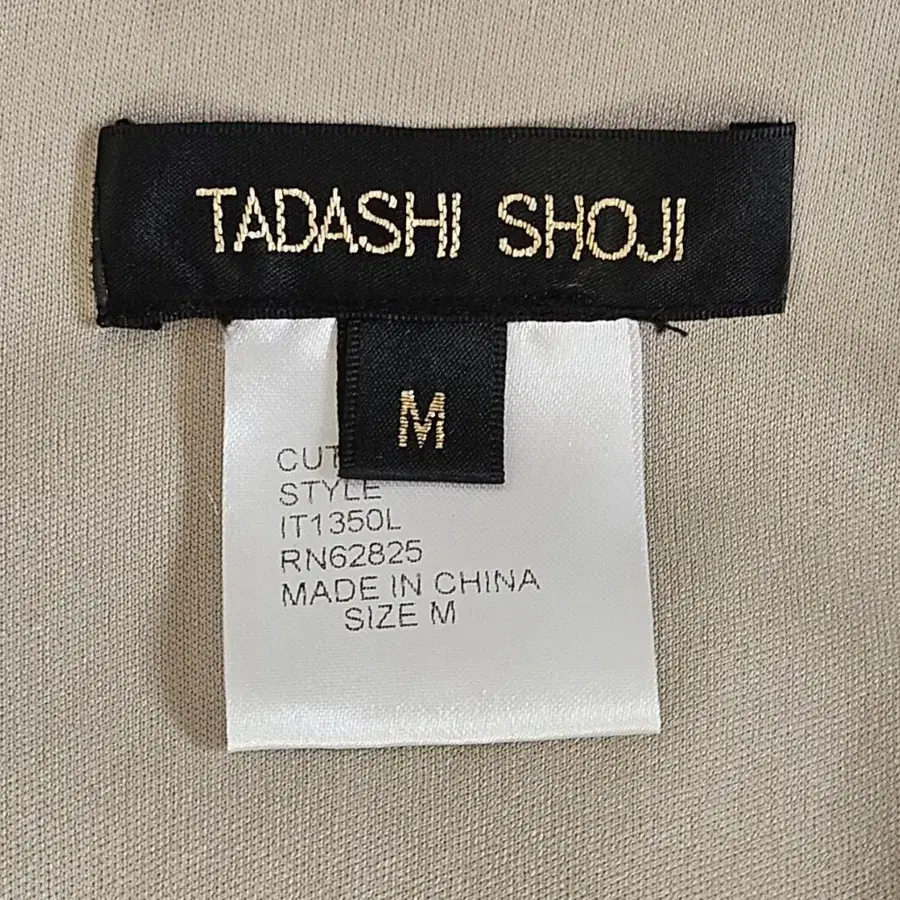 TADASHI SHOJI
M
CUT
STYLE
IT1350L
RN62825
MADE IN CHINA
SIZE M